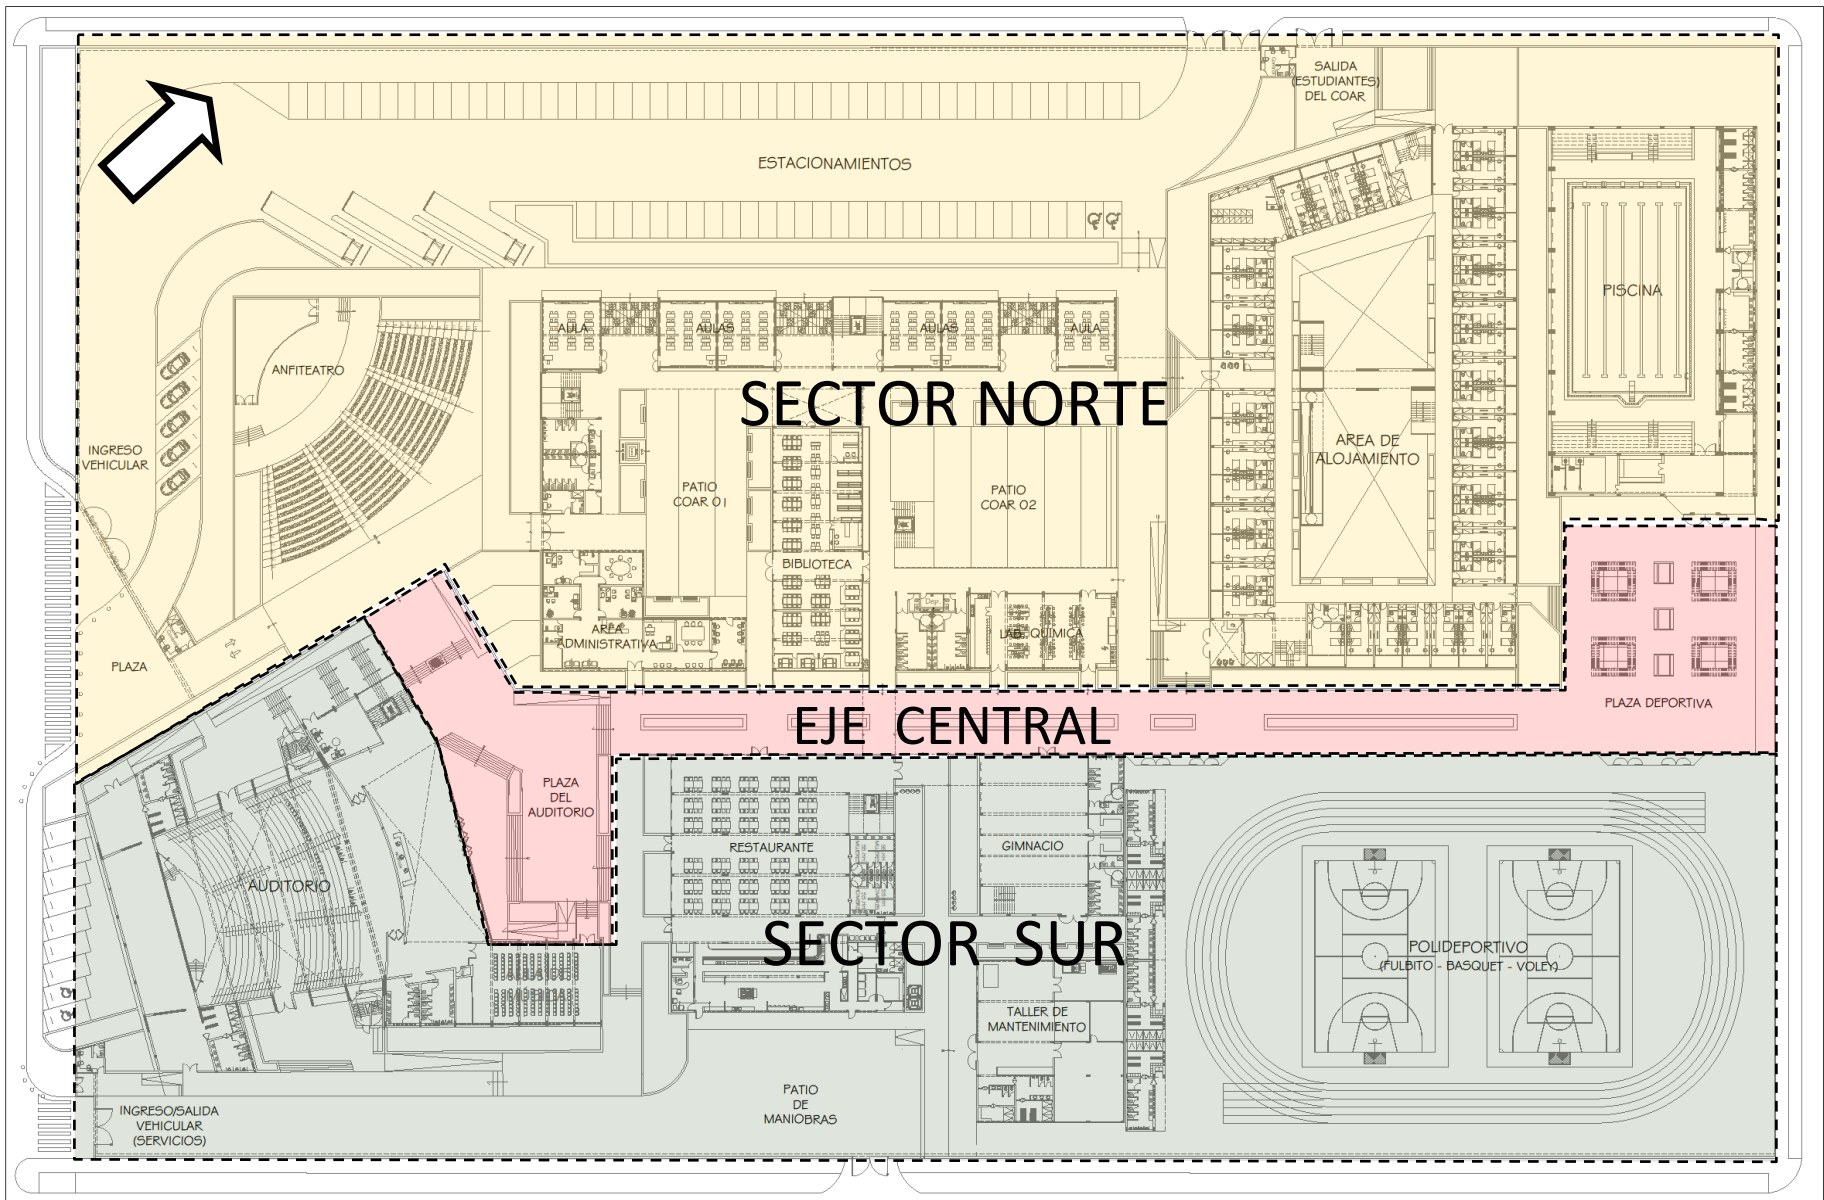 SALIDA
(ESTUDIANTES)
DEL COAR
ESTACIONAMIENTOS
PISCINA
AULA
AULAS
AULAS
AULA
ANFITEATRO
SECTOR NORTE
INGRESO
VEHICULAR
AREA DE
ALOJAMIENTO
PATIO
COAR 01
PATIO
COAR 02
BIBLIOTECA
AREA
ADMINISTRATIVA
LAB. QUIMICA
PLAZA
PLAZA DEPORTIVA
EJE CENTRAL
PLAZA
DEL
AUDITORIO
RESTAURANTE
GIMNACIO
AUDITORIO
SECTOR SUR
POLIDEPORTIVO
(FULBITO - BASQUET - VOLEY)
TALLER DE
MANTENIMIENTO
PATIO
DE
MANIOBRAS
INGRESO/SALIDA
VEHICULAR
(SERVICIOS)